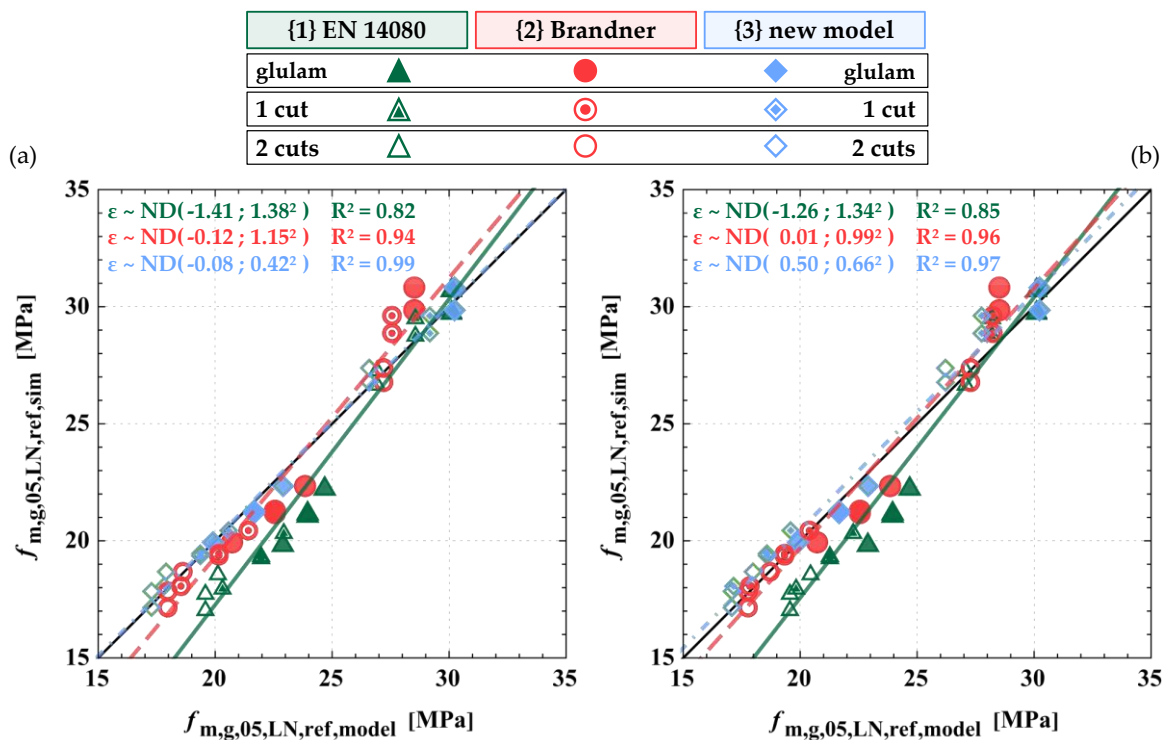 {1} EN 14080 {2} Brandner {3} new model
glulam glulam
1 cut 1 cut
2 cuts 2 cuts
(a)
35
30
25
20
15
15 20 25 30 35
ε ~ ND(-1.41 ; 1.38²) R² = 0.82
ε ~ ND(-0.12 ; 1.15²) R² = 0.94
ε ~ ND(-0.08 ; 0.42²) R² = 0.99
f m,g,05,LN,ref,sim [MPa]
f m,g,05,LN,ref,model [MPa]
(b)
35
30
25
20
15
15 20 25 30 35
ε ~ ND(-1.26 ; 1.34²) R² = 0.85
ε ~ ND( 0.01 ; 0.99²) R² = 0.96
ε ~ ND( 0.50 ; 0.66²) R² = 0.97
f m,g,05,LN,ref,sim [MPa]
f m,g,05,LN,ref,model [MPa]